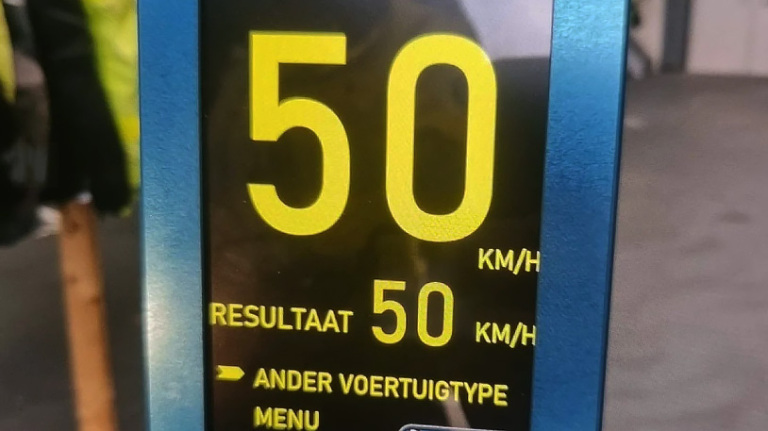 50
KM/H
RESULTAAT 50 KM/H
ANDER VOERTUIGTYPE
MENU